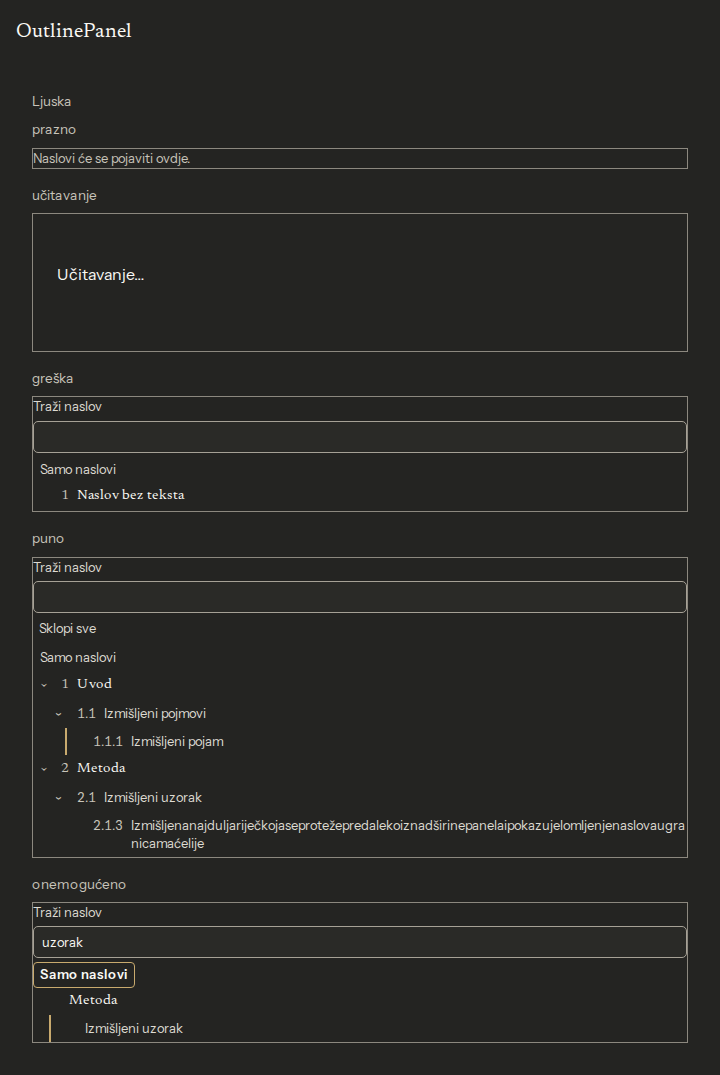 OutlinePanel
Ljuska
prazno
Naslovi će se pojaviti ovdje.
učitavanje
Učitavanje…
greška
Traži naslov
Samo naslovi
1 Naslov bez teksta
puno
Traži naslov
Sklopi sve
Samo naslovi
1 Uvod
1.1 Izmišljeni pojmovi
1.1.1 Izmišljeni pojam
2 Metoda
2.1 Izmišljeni uzorak
2.1.3 Izmišljenanajduljariječkojaseprotežepredalekoiznadširinepanelaipokazujelomljenjenaslovaugra
nicamaćelije
onemogućeno
Traži naslov
uzorak
Samo naslovi
Metoda
Izmišljeni uzorak